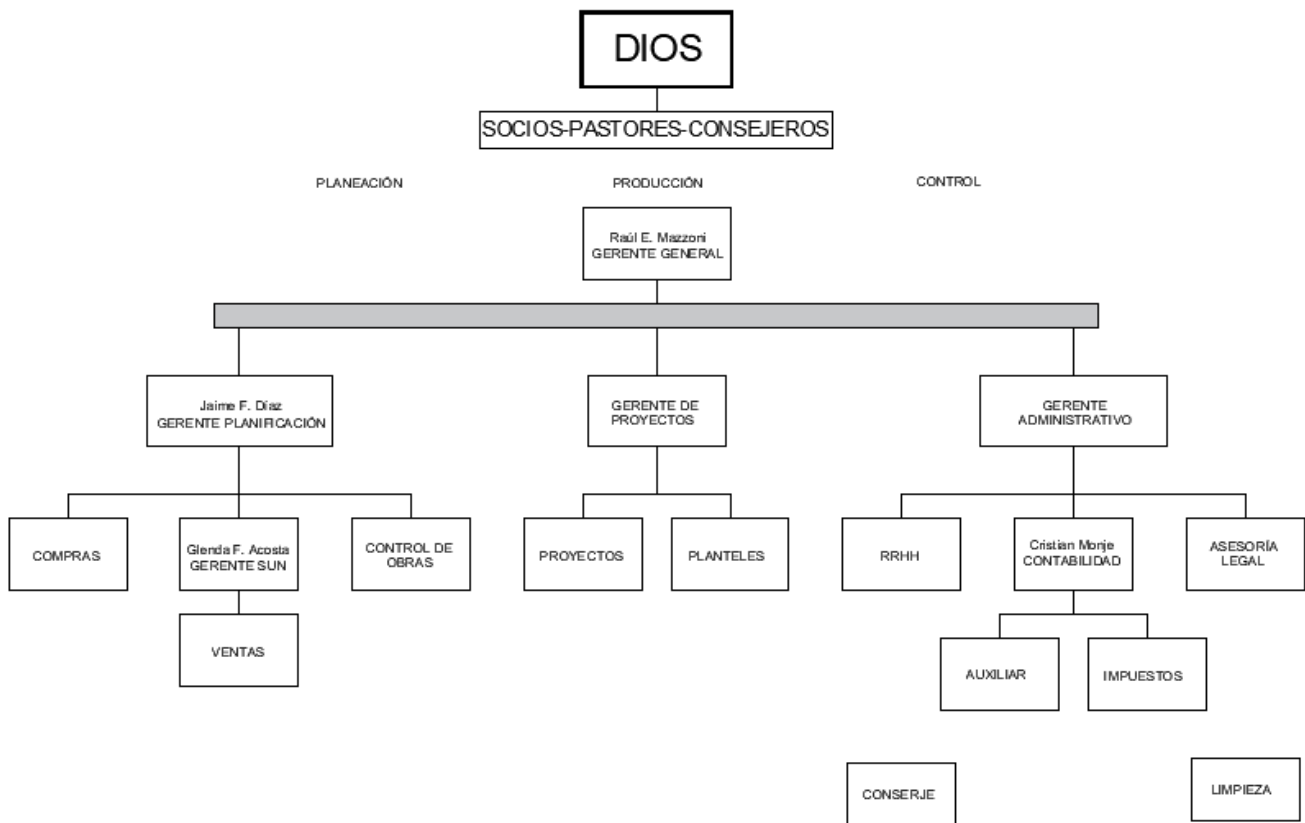 DIOS
SOCIOS-PASTORES-CONSEJEROS
PLANEACIÓN
PRODUCCIÓN
CONTROL
Raúl E. Mazzoni
GERENTE GENERAL
Jaime F. Díaz
GERENTE PLANIFICACIÓN
GERENTE DE
PROYECTOS
GERENTE
ADMINISTRATIVO
COMPRAS
Glenda F. Acosta
GERENTE SUN
CONTROL DE
OBRAS
PROYECTOS
PLANTELES
RRHH
Cristian Monje
CONTABILIDAD
ASESORÍA
LEGAL
VENTAS
AUXILIAR
IMPUESTOS
CONSERJE
LIMPIEZA